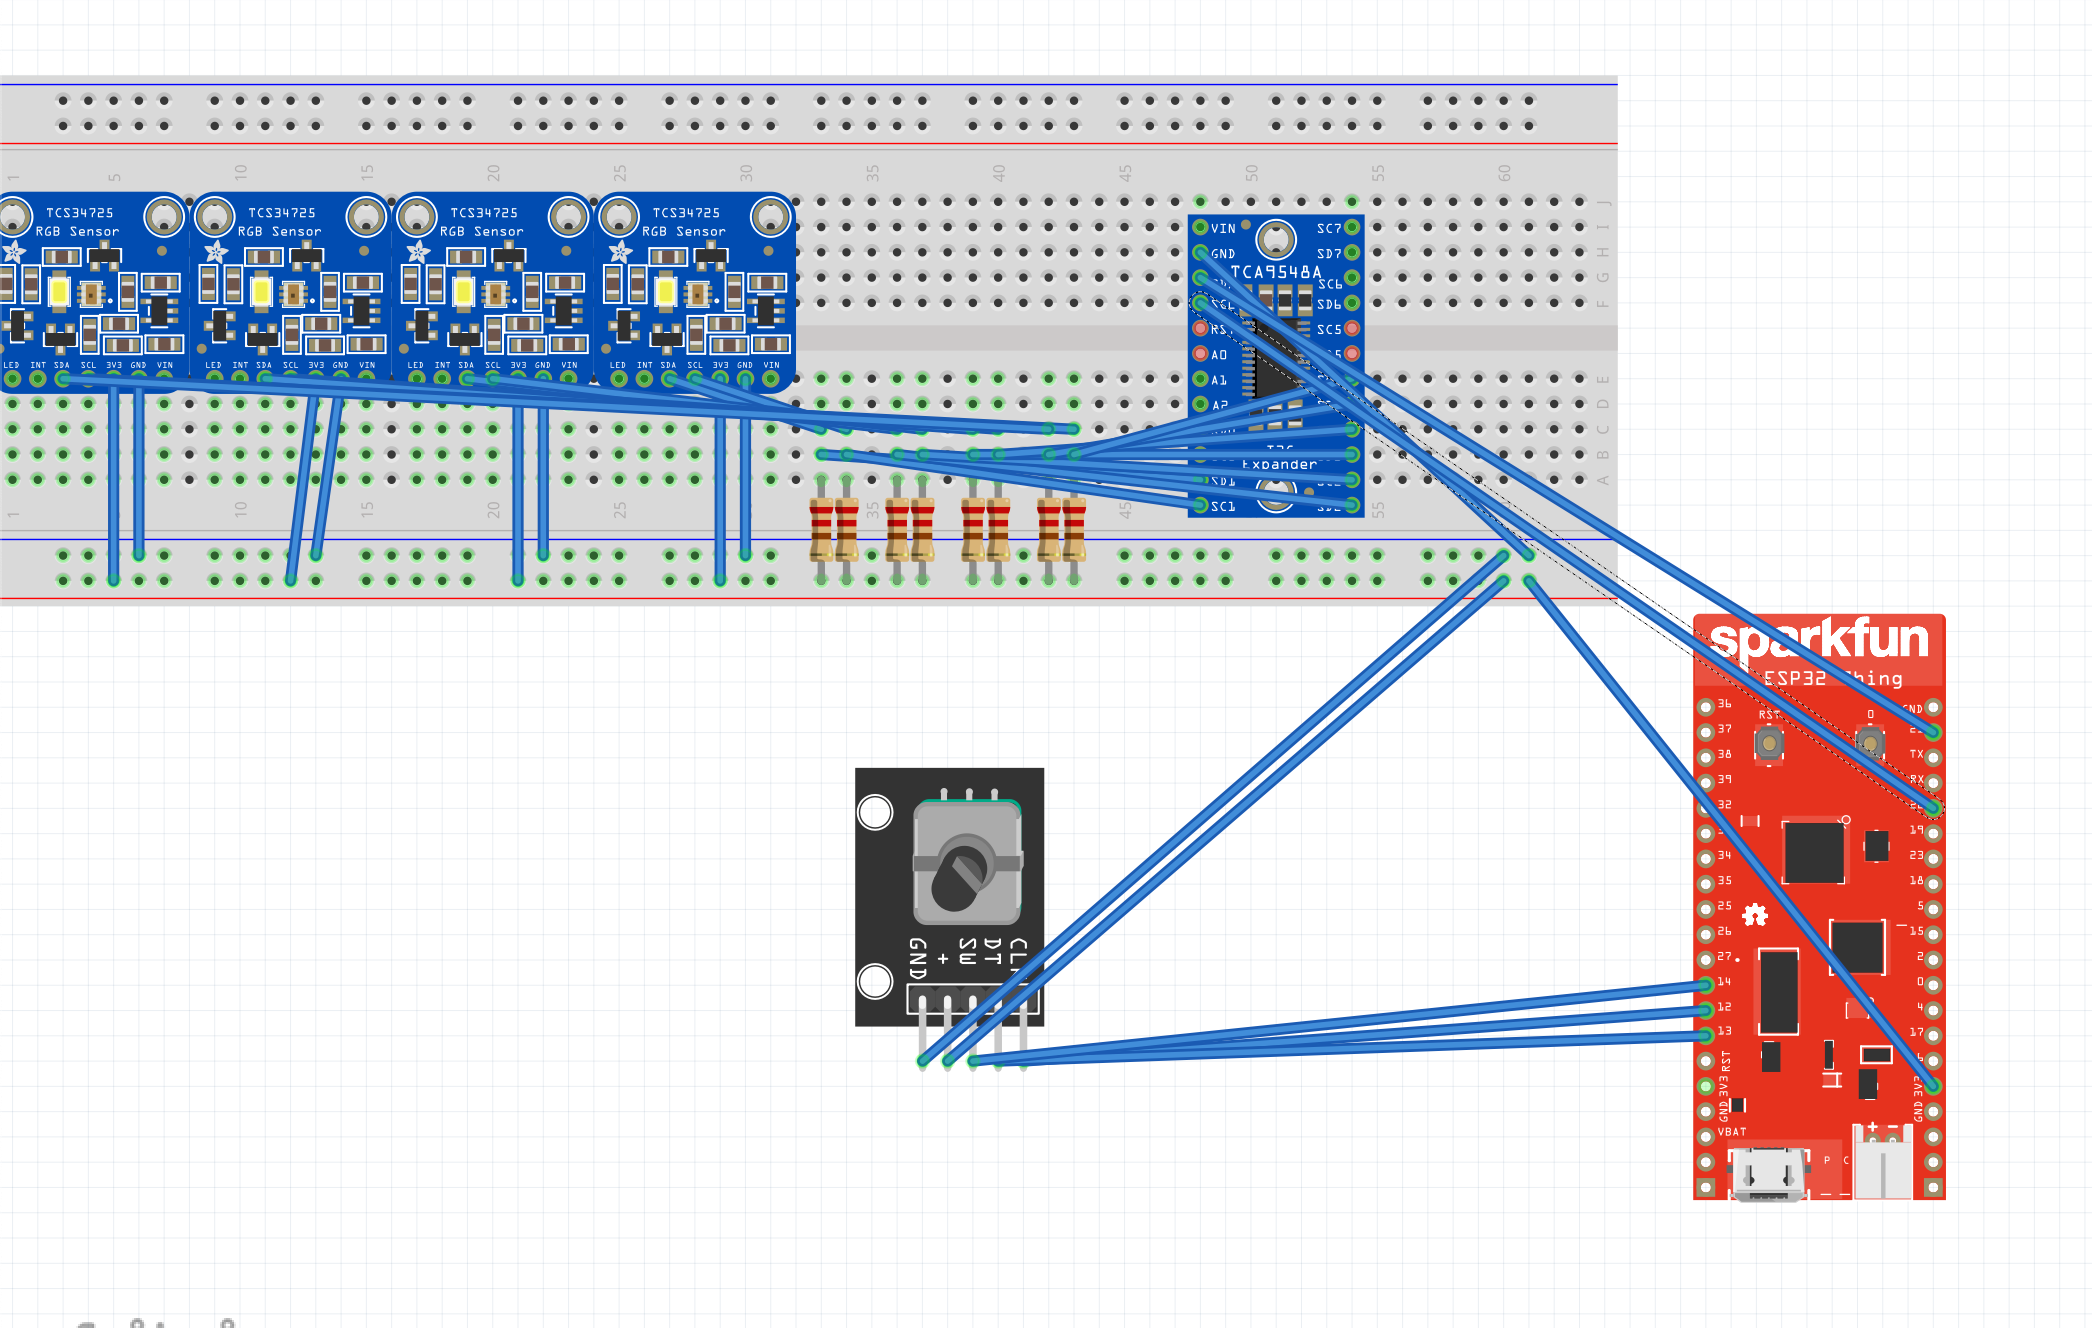 1 5 10 15 20 25 30 35 40 45 50 55 60
J
I
H
G
F
E
D
C
B
A
TCS34725
RGB Sensor
LED INT SDA SCL 3V3 GND VIN
TCS34725
RGB Sensor
LED INT SDA SCL 3V3 GND VIN
TCS34725
RGB Sensor
LED INT SDA SCL 3V3 GND VIN
TCS34725
RGB Sensor
LED INT SDA SCL 3V3 GND VIN
VIN SC7
GND SD7
TCA9548A
SC6
SD6
RST SC5
A0
A1
A2
Expander
SD1
SC1 SD2
1 10 15 20 25 35 45 55
sparkfun
ESP32 Thing
36 GND
RST 0
37 21
38 TX
39 RX
32
19
34 23
35 18
25 5
26 15
27 2
14 0
12 4
13 17
RST
3V3 3V3
GND GND
VBAT
+ -
GND
+
SW
DT
CLK